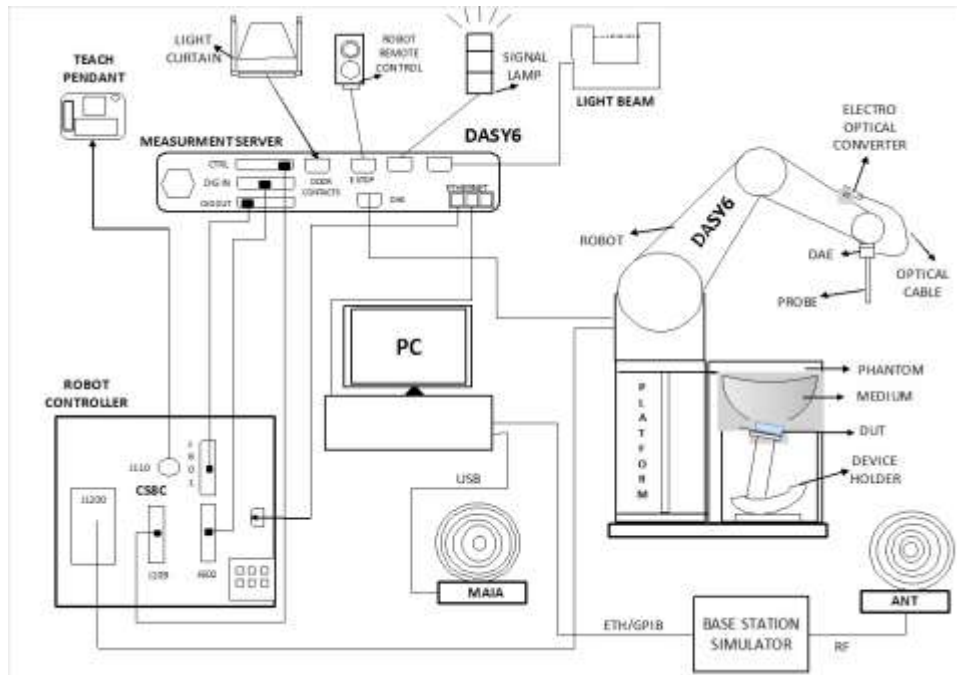 LIGHT
CURTAIN
ROBOT
REMOTE
CONTROL
SIGNAL
LAMP
LIGHT BEAM
TEACH
PENDANT
MEASURMENT SERVER
DASY6
CTRL
DIG IN
DIG OUT
DOOR
CONTACTS
E STOP
DAE
ETHERNET
ELECTRO
OPTICAL
CONVERTER
ROBOT
DASY6
DAE
OPTICAL
CABLE
PROBE
PC
PLATFORM
PHANTOM
MEDIUM
DUT
DEVICE
HOLDER
ROBOT
CONTROLLER
J110
CS8C
J1200
J109
USB
MAIA
ANT
ETH/GPIB
BASE STATION
SIMULATOR
RF